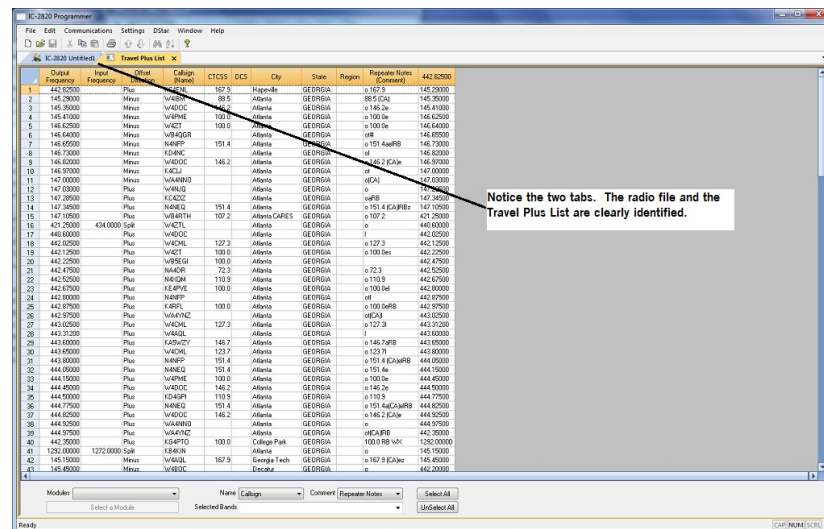 IC-2820 Programmer
File Edit Communications Settings DStar Window Help
IC-2820 Untitled1 Travel Plus List X
Output Frequency Input Frequency Offset Direction Callsign (Name) CTCSS DCS City State Region Repeater Notes (Comment) 442.82500
1 442.82500 Plus 167.9 Hapeville GEORGIA o 167.9 145.29000
2 145.29000 Minus W4IBM 88.5 Atlanta GEORGIA 88.5 (CA) 145.35000
3 145.35000 Minus W4DOC 146.2 Atlanta GEORGIA o 146.2e 145.41000
4 145.41000 Minus W4PME 100.0 Atlanta GEORGIA o 100.0e 146.62500
5 146.62500 Minus W4ZT 100.0 Atlanta GEORGIA o 100.0e 146.64000
6 146.64000 Minus WB4QGR Atlanta GEORGIA 146.65500
7 146.65500 Minus N4NFP 151.4 Atlanta GEORGIA o 151.4aelRB 146.73000
8 146.73000 Minus KD4NC Atlanta GEORGIA 146.82000
9 146.82000 Minus W4DOC 146.2 Atlanta GEORGIA o 146.2 (CA)e 146.97000
10 146.97000 Minus K4CLJ Atlanta GEORGIA 147.00000
11 147.00000 Minus WA4NNO Atlanta GEORGIA o(CA) 147.03000
12 147.03000 Plus W4NJQ Atlanta GEORGIA o
13 147.28500 Plus KC4ZIZ Atlanta GEORGIA oaRB 147.34500
14 147.34500 Plus N4NEQ 151.4 Atlanta GEORGIA o 151.4 (CA)RBz 147.10500
15 147.10500 Plus WB4RTH 107.2 Atlanta CARES GEORGIA o 107.2 421.25000
16 421.25000 434.0000 Split W4ZTL Atlanta GEORGIA o 440.60000
17 440.60000 Plus W4DOC Atlanta GEORGIA l 442.02500
18 442.02500 Plus W4CML 127.3 Atlanta GEORGIA o 127.3 442.12500
19 442.12500 Plus W4ZT 100.0 Atlanta GEORGIA o 100.0es 442.22500
20 442.22500 Plus WB5EGI 100.0 Atlanta GEORGIA 442.47500
21 442.47500 Plus NA4DR 72.3 Atlanta GEORGIA o 72.3 442.52500
22 442.52500 Plus 110.9 Atlanta GEORGIA o 110.9 442.67500
23 442.67500 Plus KE4PVE 100.0 Atlanta GEORGIA o 100.0el 442.80000
24 442.80000 Plus N4NFP Atlanta GEORGIA 442.87500
25 442.87500 Plus K4RFL 100.0 Atlanta GEORGIA o 100.0eRB 442.97500
26 442.97500 Plus WA4YNZ Atlanta GEORGIA ot(CA)l 443.02500
27 443.02500 Plus W4CML 127.3 Atlanta GEORGIA o 127.3l 443.31200
28 443.31200 Plus W4AQL Atlanta GEORGIA l 443.60000
29 443.60000 Plus KA5WZY 146.7 Atlanta GEORGIA o 146.7aRB 443.65000
30 443.65000 Plus W4CML 123.7 Atlanta GEORGIA o 123.7l 443.80000
31 443.80000 Plus N4NFP 151.4 Atlanta GEORGIA o 151.4 (CA)elRB 444.05000
32 444.05000 Plus N4NEQ 151.4 Atlanta GEORGIA o 151.4e 444.15000
33 444.15000 Plus W4PME 100.0 Atlanta GEORGIA o 100.0e 444.45000
34 444.45000 Plus W4DOC 146.2 Atlanta GEORGIA o 146.2e 444.50000
35 444.50000 Plus KD4GPI 110.9 Atlanta GEORGIA o 110.9 444.77500
36 444.77500 Plus N4NEQ 151.4 Atlanta GEORGIA o 151.4a(CA)elRB 444.82500
37 444.82500 Plus W4DOC 146.2 Atlanta GEORGIA o 146.2 (CA)e 444.92500
38 444.92500 Plus WA4NNO Atlanta GEORGIA o 444.97500
39 444.97500 Plus WA4YNZ Atlanta GEORGIA ot(CA)RB 442.35000
40 442.35000 Plus KG4PTO 100.0 College Park GEORGIA 100.0 RB WX 1292.00000
41 1292.00000 1272.0000 Split KB4KIN Atlanta GEORGIA o 145.15000
42 145.15000 Minus W4AQL 167.9 Georgia Tech GEORGIA o 167.9 (CA)ez 145.45000
43 145.45000 Minus W4BOC Decatur GEORGIA o 442.20000
Notice the two tabs. The radio file and the
Travel Plus List are clearly identified.
Modules Name Callsign Comment Repeater Notes Select All
Select a Module Selected Bands UnSelect All
Ready CAP NUM SCRL